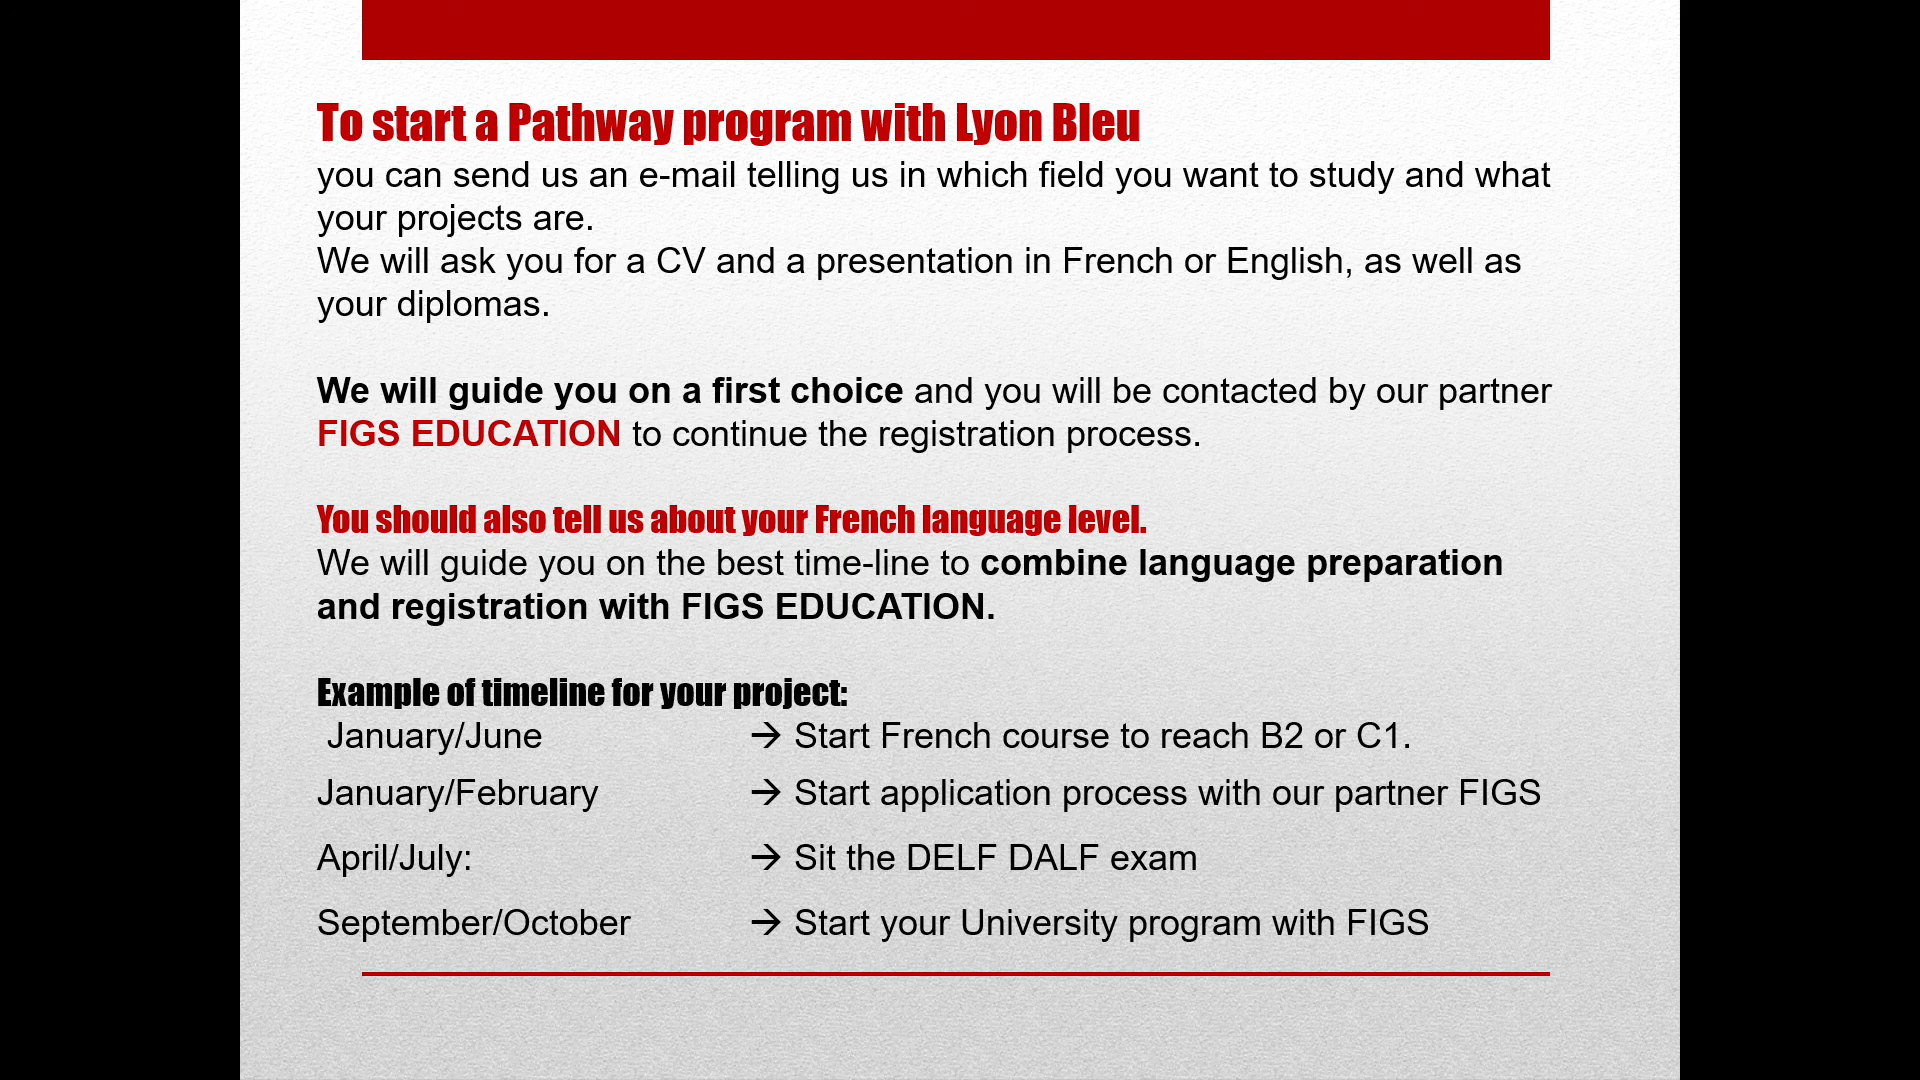 To start a Pathway program with Lyon Bleu
you can send us an e-mail telling us in which field you want to study and what
your projects are.
We will ask you for a CV and a presentation in French or English, as well as
your diplomas.
We will guide you on a first choice and you will be contacted by our partner
FIGS EDUCATION to continue the registration process.
You should also tell us about your French language level.
We will guide you on the best time-line to combine language preparation
and registration with FIGS EDUCATION.
Example of timeline for your project:
January/June → Start French course to reach B2 or C1.
January/February → Start application process with our partner FIGS
April/July: → Sit the DELF DALF exam
September/October → Start your University program with FIGS